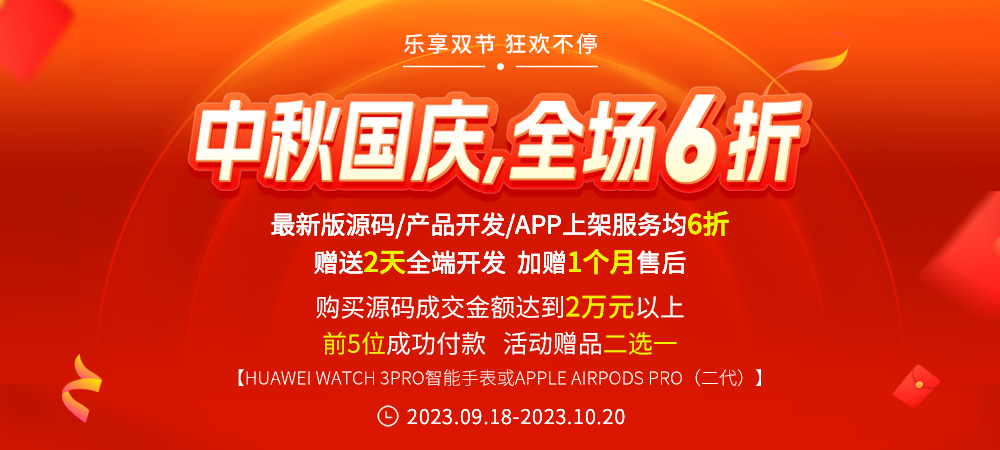 乐享双节 狂欢不停
中秋国庆,全场6折
最新版源码/产品开发/APP上架服务均6折
赠送2天全端开发 加赠1个月售后
购买源码成交金额达到2万元以上
前5位成功付款 活动赠品二选一
【HUAWEI WATCH 3PRO智能手表或APPLE AIRPODS PRO（二代）】
2023.09.18-2023.10.20